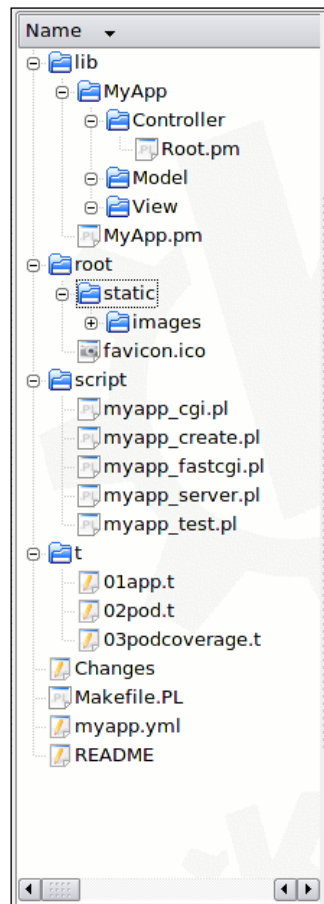 Name
lib
MyApp
Controller
Root.pm
Model
View
MyApp.pm
root
static
images
favicon.ico
script
myapp_cgi.pl
myapp_create.pl
myapp_fastcgi.pl
myapp_server.pl
myapp_test.pl
t
01app.t
02pod.t
03podcoverage.t
Changes
Makefile.PL
myapp.yml
README